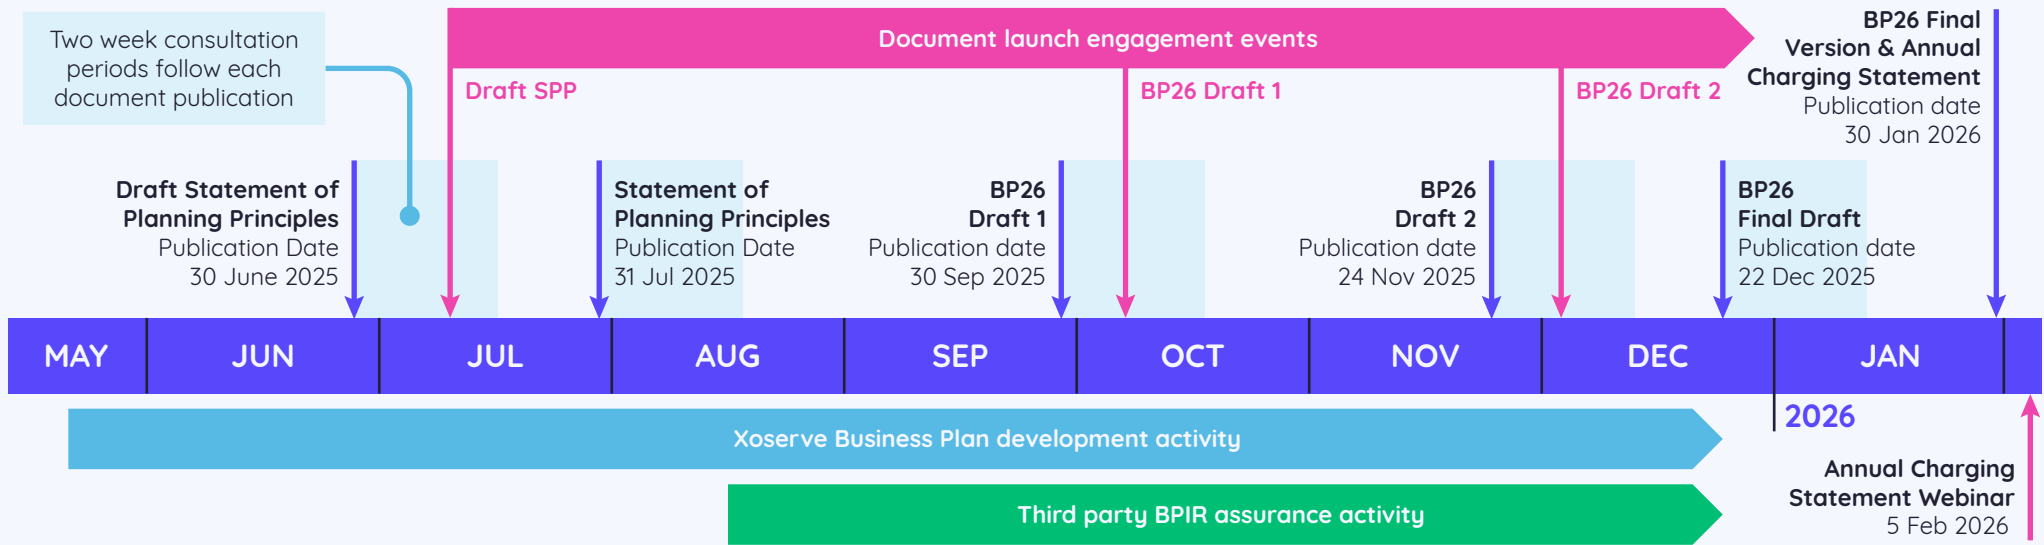 Two week consultation
periods follow each
document publication
Document launch engagement events
Draft SPP
BP26 Draft 1
BP26 Draft 2
BP26 Final
Version & Annual
Charging Statement
Publication date
30 Jan 2026
Draft Statement of
Planning Principles
Publication Date
30 June 2025
Statement of
Planning Principles
Publication Date
31 Jul 2025
BP26
Draft 1
Publication date
30 Sep 2025
BP26
Draft 2
Publication date
24 Nov 2025
BP26
Final Draft
Publication date
22 Dec 2025
MAY JUN JUL AUG SEP OCT NOV DEC JAN
2026
Xoserve Business Plan development activity
Third party BPIR assurance activity
Annual Charging
Statement Webinar
5 Feb 2026